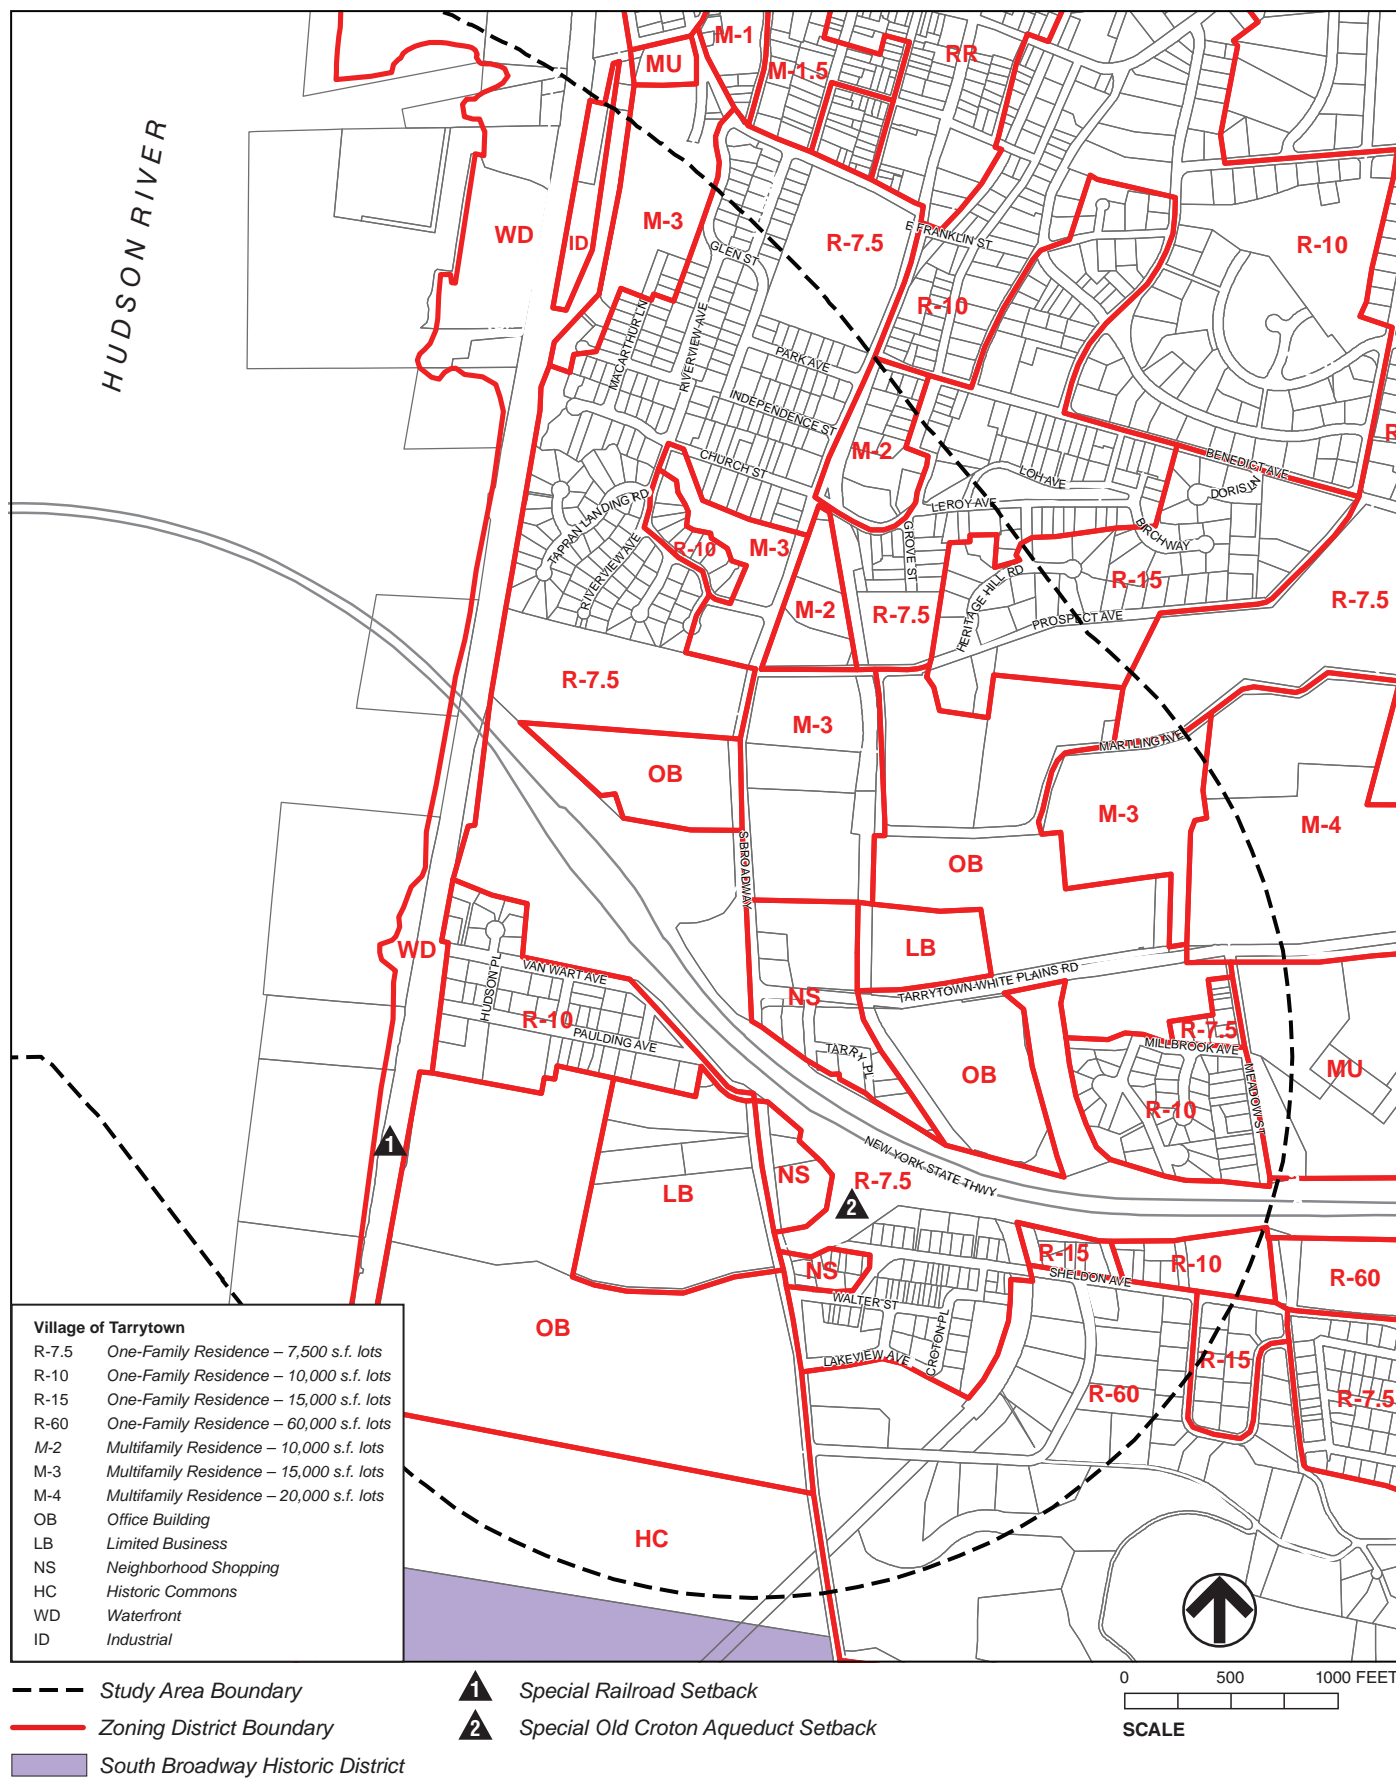 M-1
MU
M-1.5
RR
HUDSON RIVER
WD
ID
M-3
GLEN ST
R-7.5
E FRANKLIN ST
R-10
R-10
MACARTHUR LN
RIVERVIEW AVE
PARK AVE
INDEPENDENCE ST
CHURCH ST
M-2
R
BENEDICT AVE
LOH AVE
DORIS LN
LEROY AVE
BIRCH WAY
TAPPAN LANDING RD
RIVERVIEW AVE
R-10
M-3
GROVE ST
HERITAGE HILL RD
R-15
M-2
R-7.5
PROSPECT AVE
R-7.5
R-7.5
M-3
MARTLING AVE
OB
M-3
M-4
S BROADWAY
OB
LB
WD
HUDSON PL
VAN WART AVE
TARRYTOWN-WHITE PLAINS RD
NS
R-10
PAULDING AVE
TARRY PL
R-7.5
MILLBROOK AVE
OB
MEADOW ST
MU
R-10
1
NEW YORK STATE THWY
LB
NS
R-7.5
2
R-15
R-10
SHELDON AVE
R-60
NS
WALTER ST
CROTON PL
OB
LAKEVIEW AVE
R-15
R-60
R-7.5
HC
Village of Tarrytown
R-7.5 One-Family Residence – 7,500 s.f. lots
R-10 One-Family Residence – 10,000 s.f. lots
R-15 One-Family Residence – 15,000 s.f. lots
R-60 One-Family Residence – 60,000 s.f. lots
M-2 Multifamily Residence – 10,000 s.f. lots
M-3 Multifamily Residence – 15,000 s.f. lots
M-4 Multifamily Residence – 20,000 s.f. lots
OB Office Building
LB Limited Business
NS Neighborhood Shopping
HC Historic Commons
WD Waterfront
ID Industrial
Study Area Boundary
Zoning District Boundary
South Broadway Historic District
1 Special Railroad Setback
2 Special Old Croton Aqueduct Setback
0 500 1000 FEET
SCALE